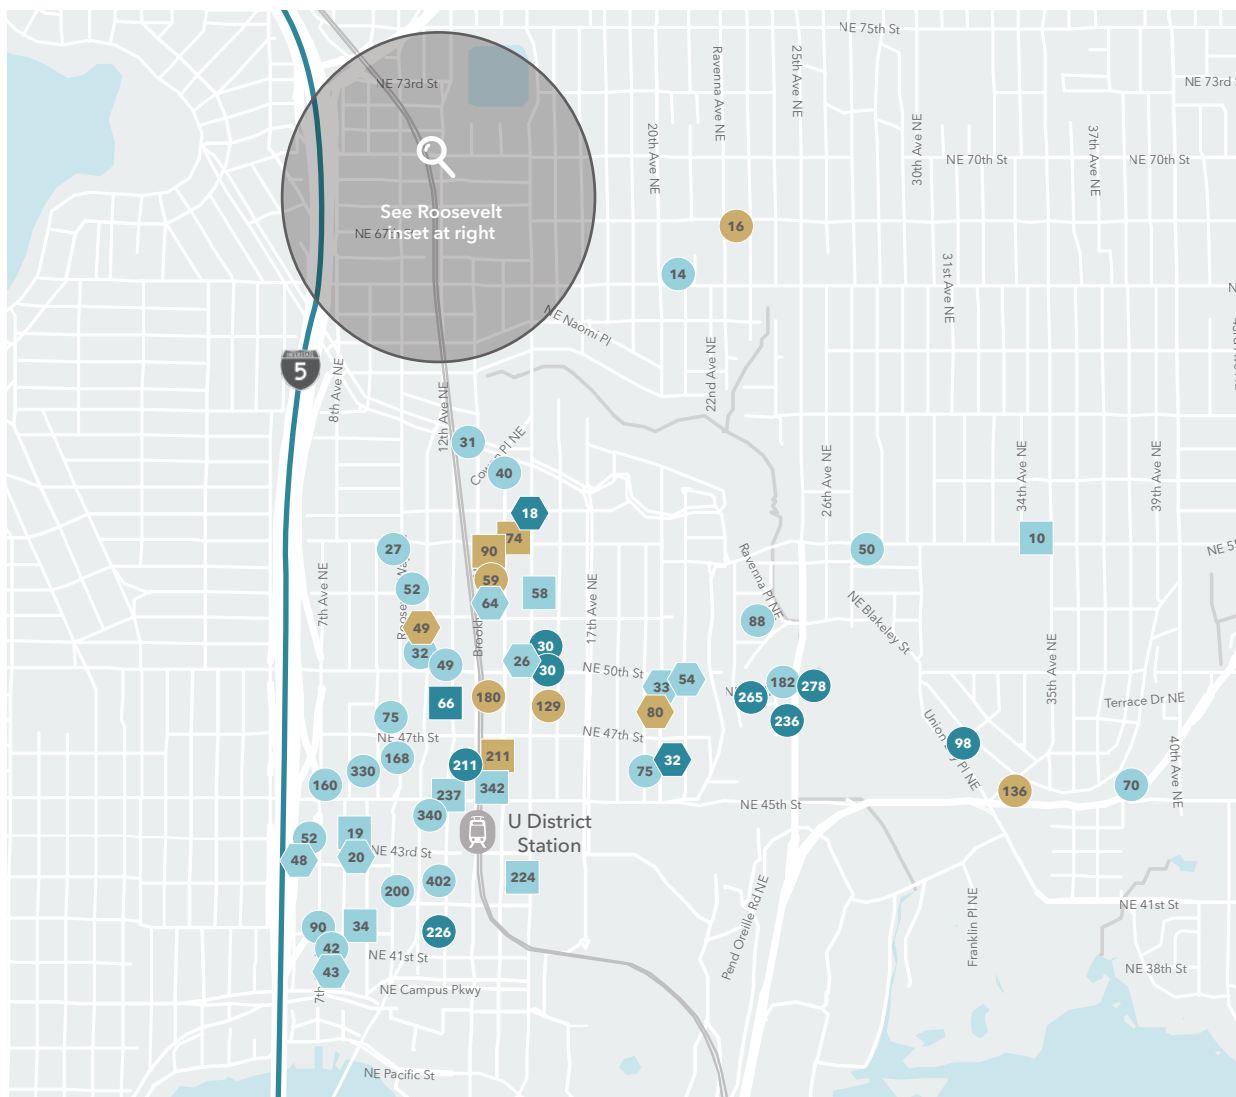 NE 75th St
NE 73rd St
NE 73rd
Ravenna Ave NE
25th Ave NE
20th Ave NE
30th Ave NE
37th Ave NE
NE 70th St
NE 70th St
See Roosevelt
inset at right
NE 67th
16
14
31st Ave NE
NE Naomi Pl
5
8th Ave NE
22nd Ave NE
12th Ave NE
31
40
26th Ave NE
34th Ave NE
39th Ave NE
18
74
90
27
50
10
59
52
64
58
7th Ave NE
17th Ave NE
Ravenna Pl NE
NE Blakeley St
88
49
32
49
30
26
30
NE 50th St
33
54
182
278
265
35th Ave NE
Terrace Dr NE
66
180
129
80
236
75
NE 47th St
NE 47th St
98
40th Ave NE
168
211
211
32
75
330
160
237
342
136
70
NE 45th St
340
U District
Station
52
19
48
20
NE 43rd St
402
224
200
Pend Oreille Rd NE
Franklin Pl NE
NE 41st St
90
34
226
42
NE 41st St
43
7th
NE 38th St
NE Campus Pkwy
NE Pacific St